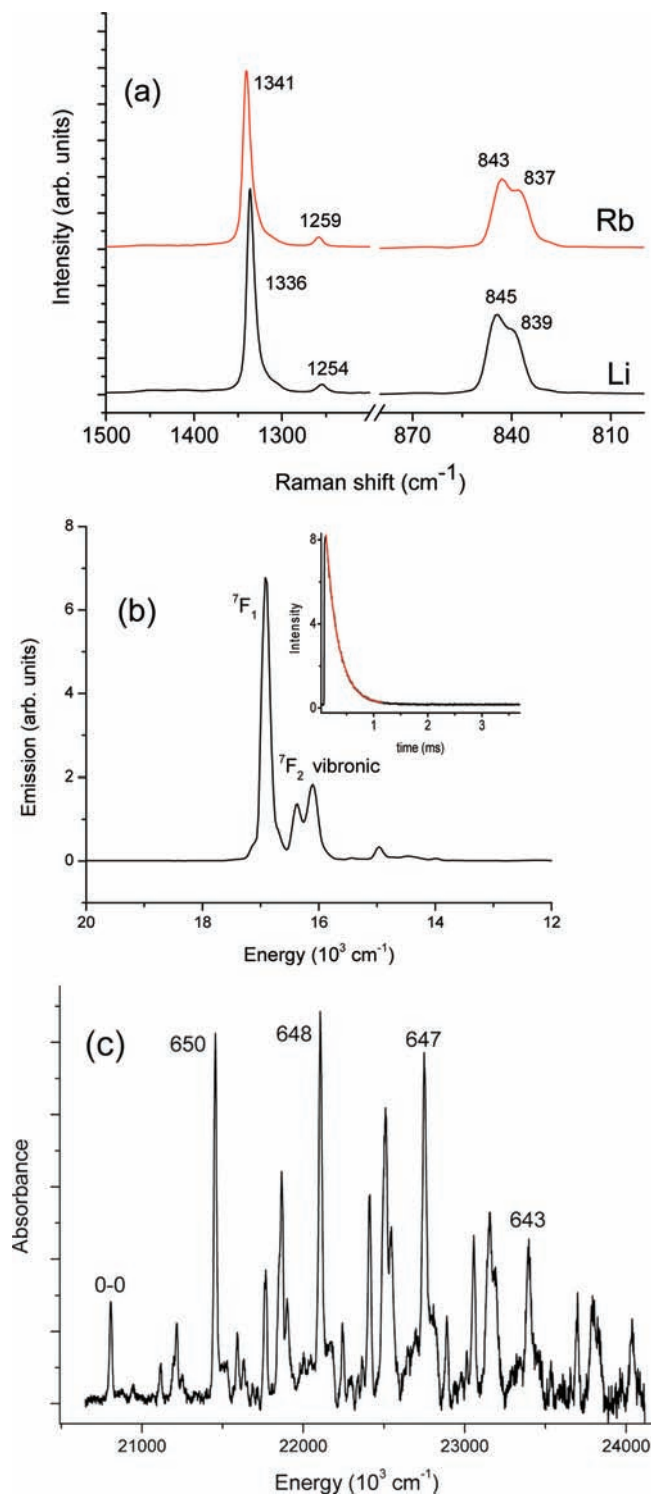 (a)
1341
1259
1336
1254
843
837
Rb
845
839
Li
Intensity (arb. units)
1500
1400
1300
870
840
810
Raman shift (cm⁻¹)
(b)
8
6
4
2
0
Emission (arb. units)
⁷F₁
⁷F₂ vibronic
8
4
0
Intensity
0
1
2
3
time (ms)
20
18
16
14
12
Energy (10³ cm⁻¹)
(c)
0-0
650
648
647
643
Absorbance
21000
22000
23000
24000
Energy (10³ cm⁻¹)